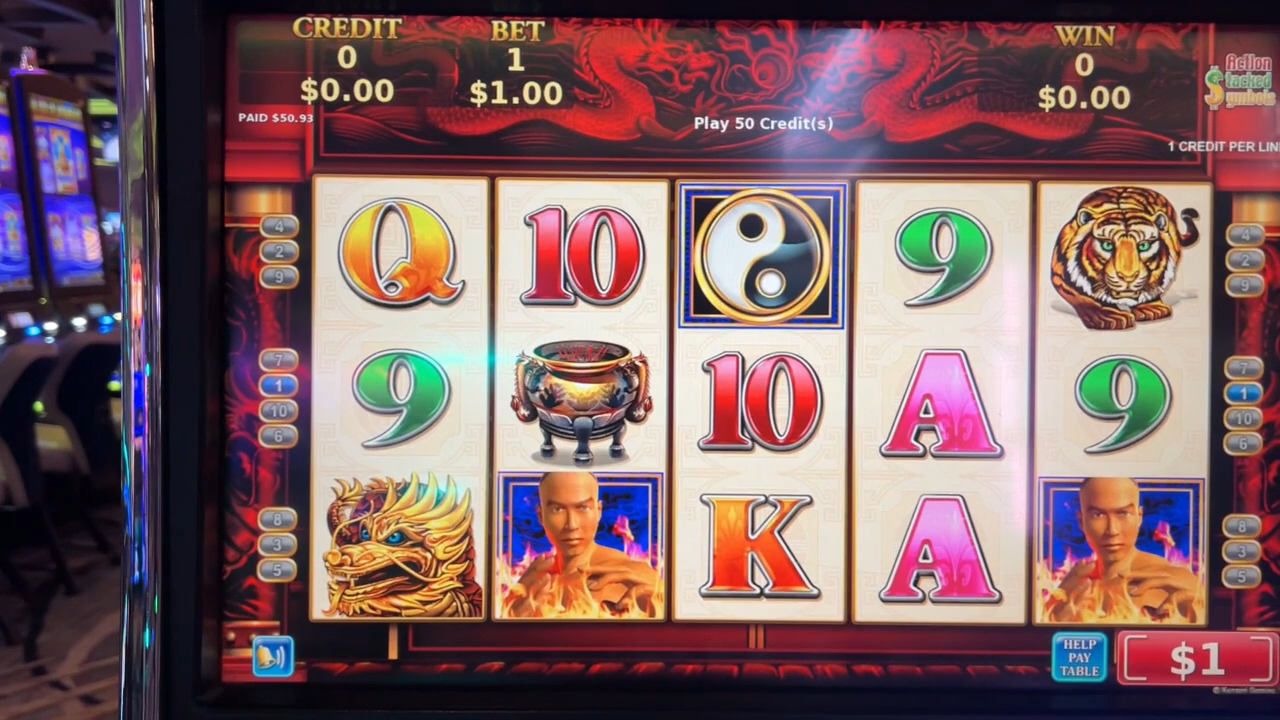 CREDIT
0
$0.00
BET
1
$1.00
WIN
0
$0.00
PAID $50.93
Play 50 Credit(s)
Action
$tacked
$ymbols
1 CREDIT PER LIN
4
2
9
7
1
10
6
8
3
5
Q
10
9
9
10
A
9
K
A
4
2
9
7
1
10
6
8
3
5
HELP
PAY
TABLE
$1